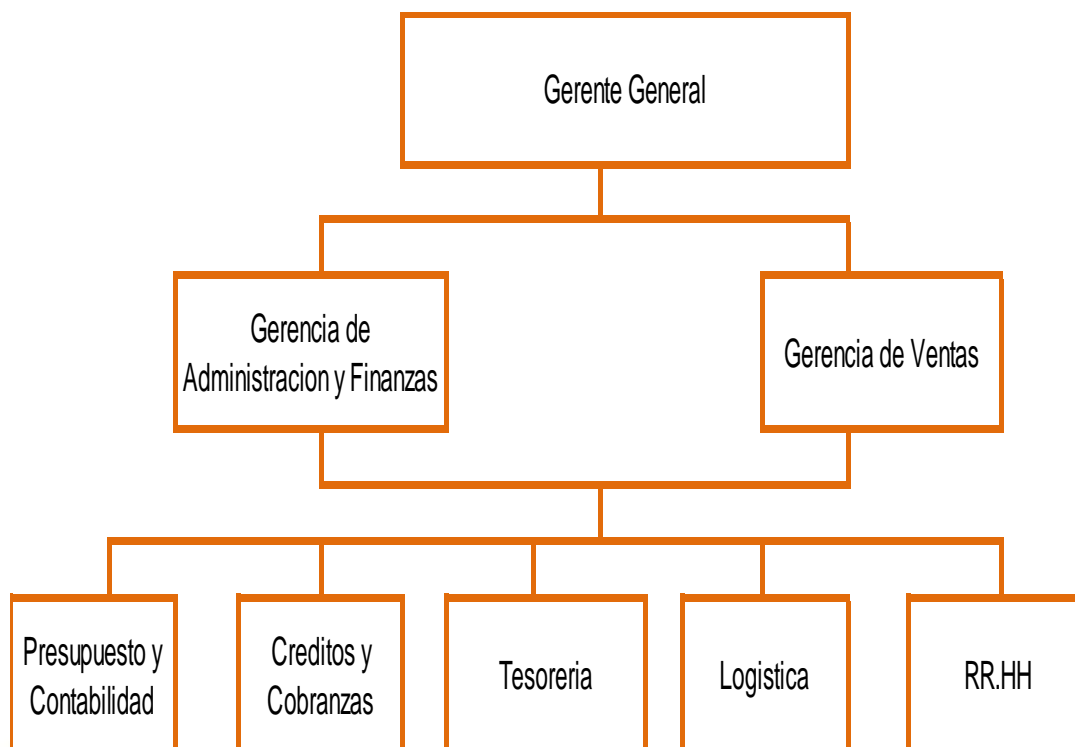 Gerente General
Gerencia de
Administracion y Finanzas
Gerencia de Ventas
Presupuesto y
Contabilidad
Creditos y
Cobranzas
Tesoreria
Logistica
RR.HH